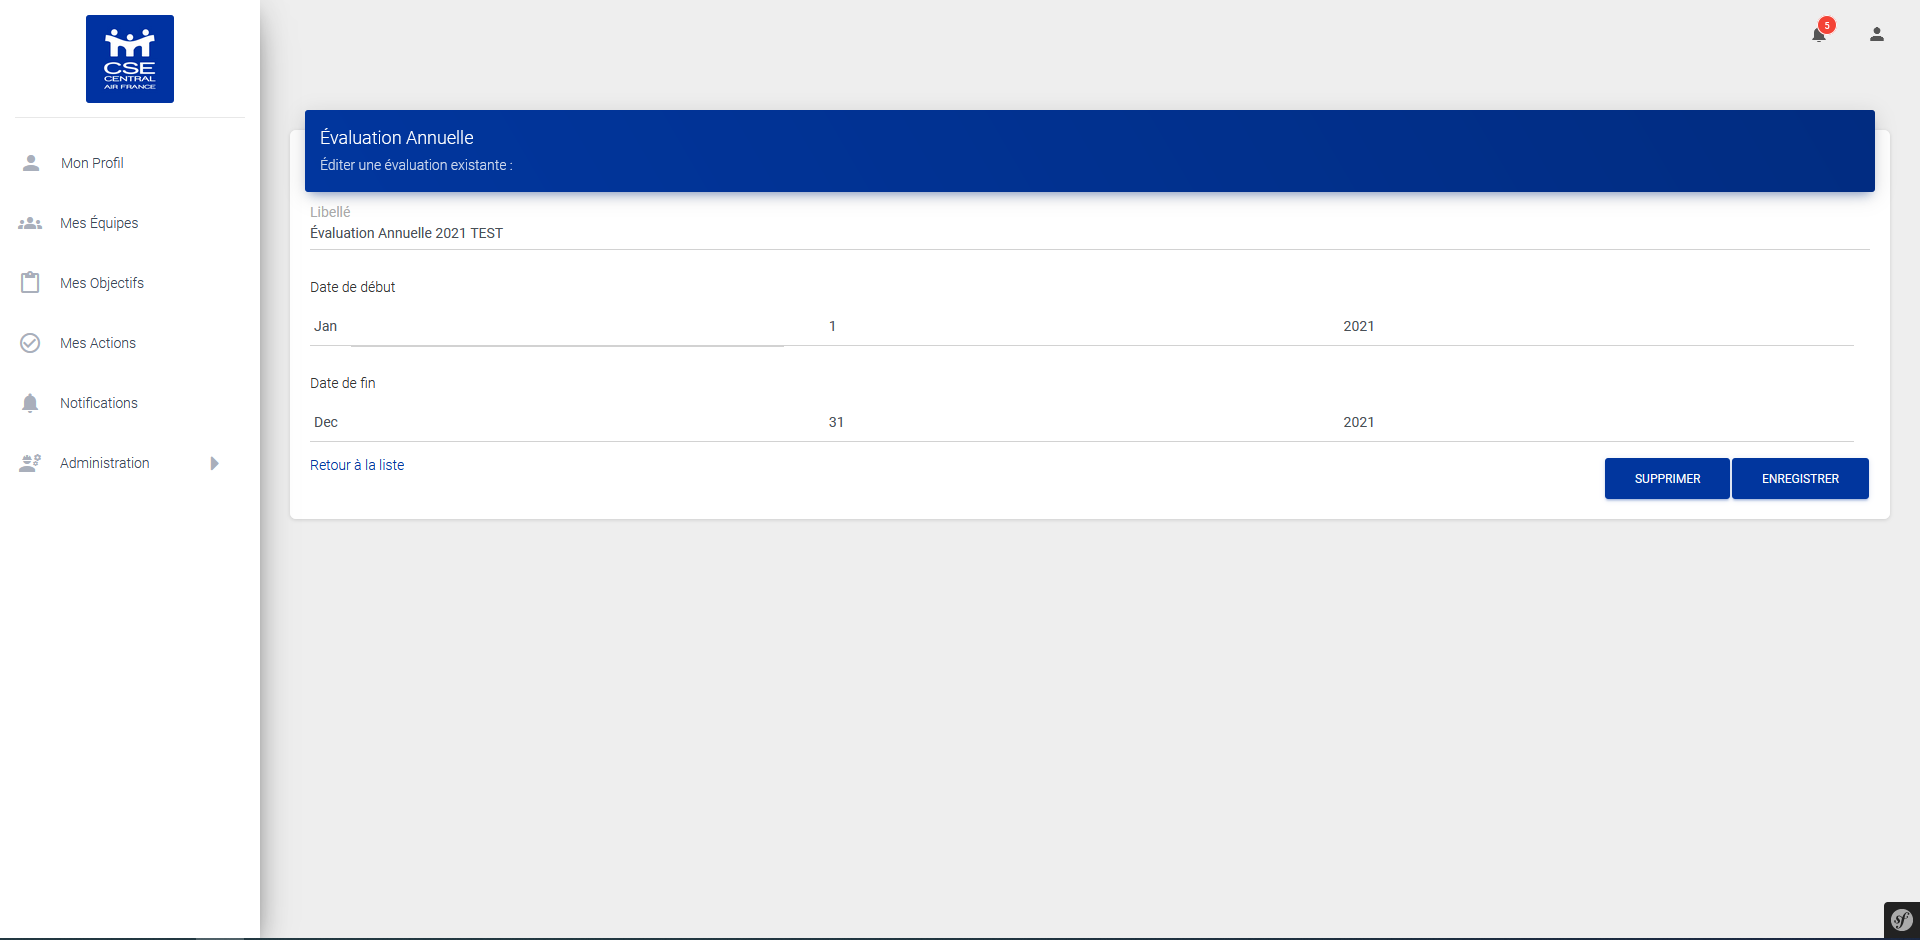 CSE
CENTRAL
AIR FRANCE
Mon Profil
Mes Équipes
Mes Objectifs
Mes Actions
Notifications
Administration
5
Évaluation Annuelle
Éditer une évaluation existante :
Libellé
Évaluation Annuelle 2021 TEST
Date de début
Jan 1 2021
Date de fin
Dec 31 2021
Retour à la liste
SUPPRIMER ENREGISTRER
sf